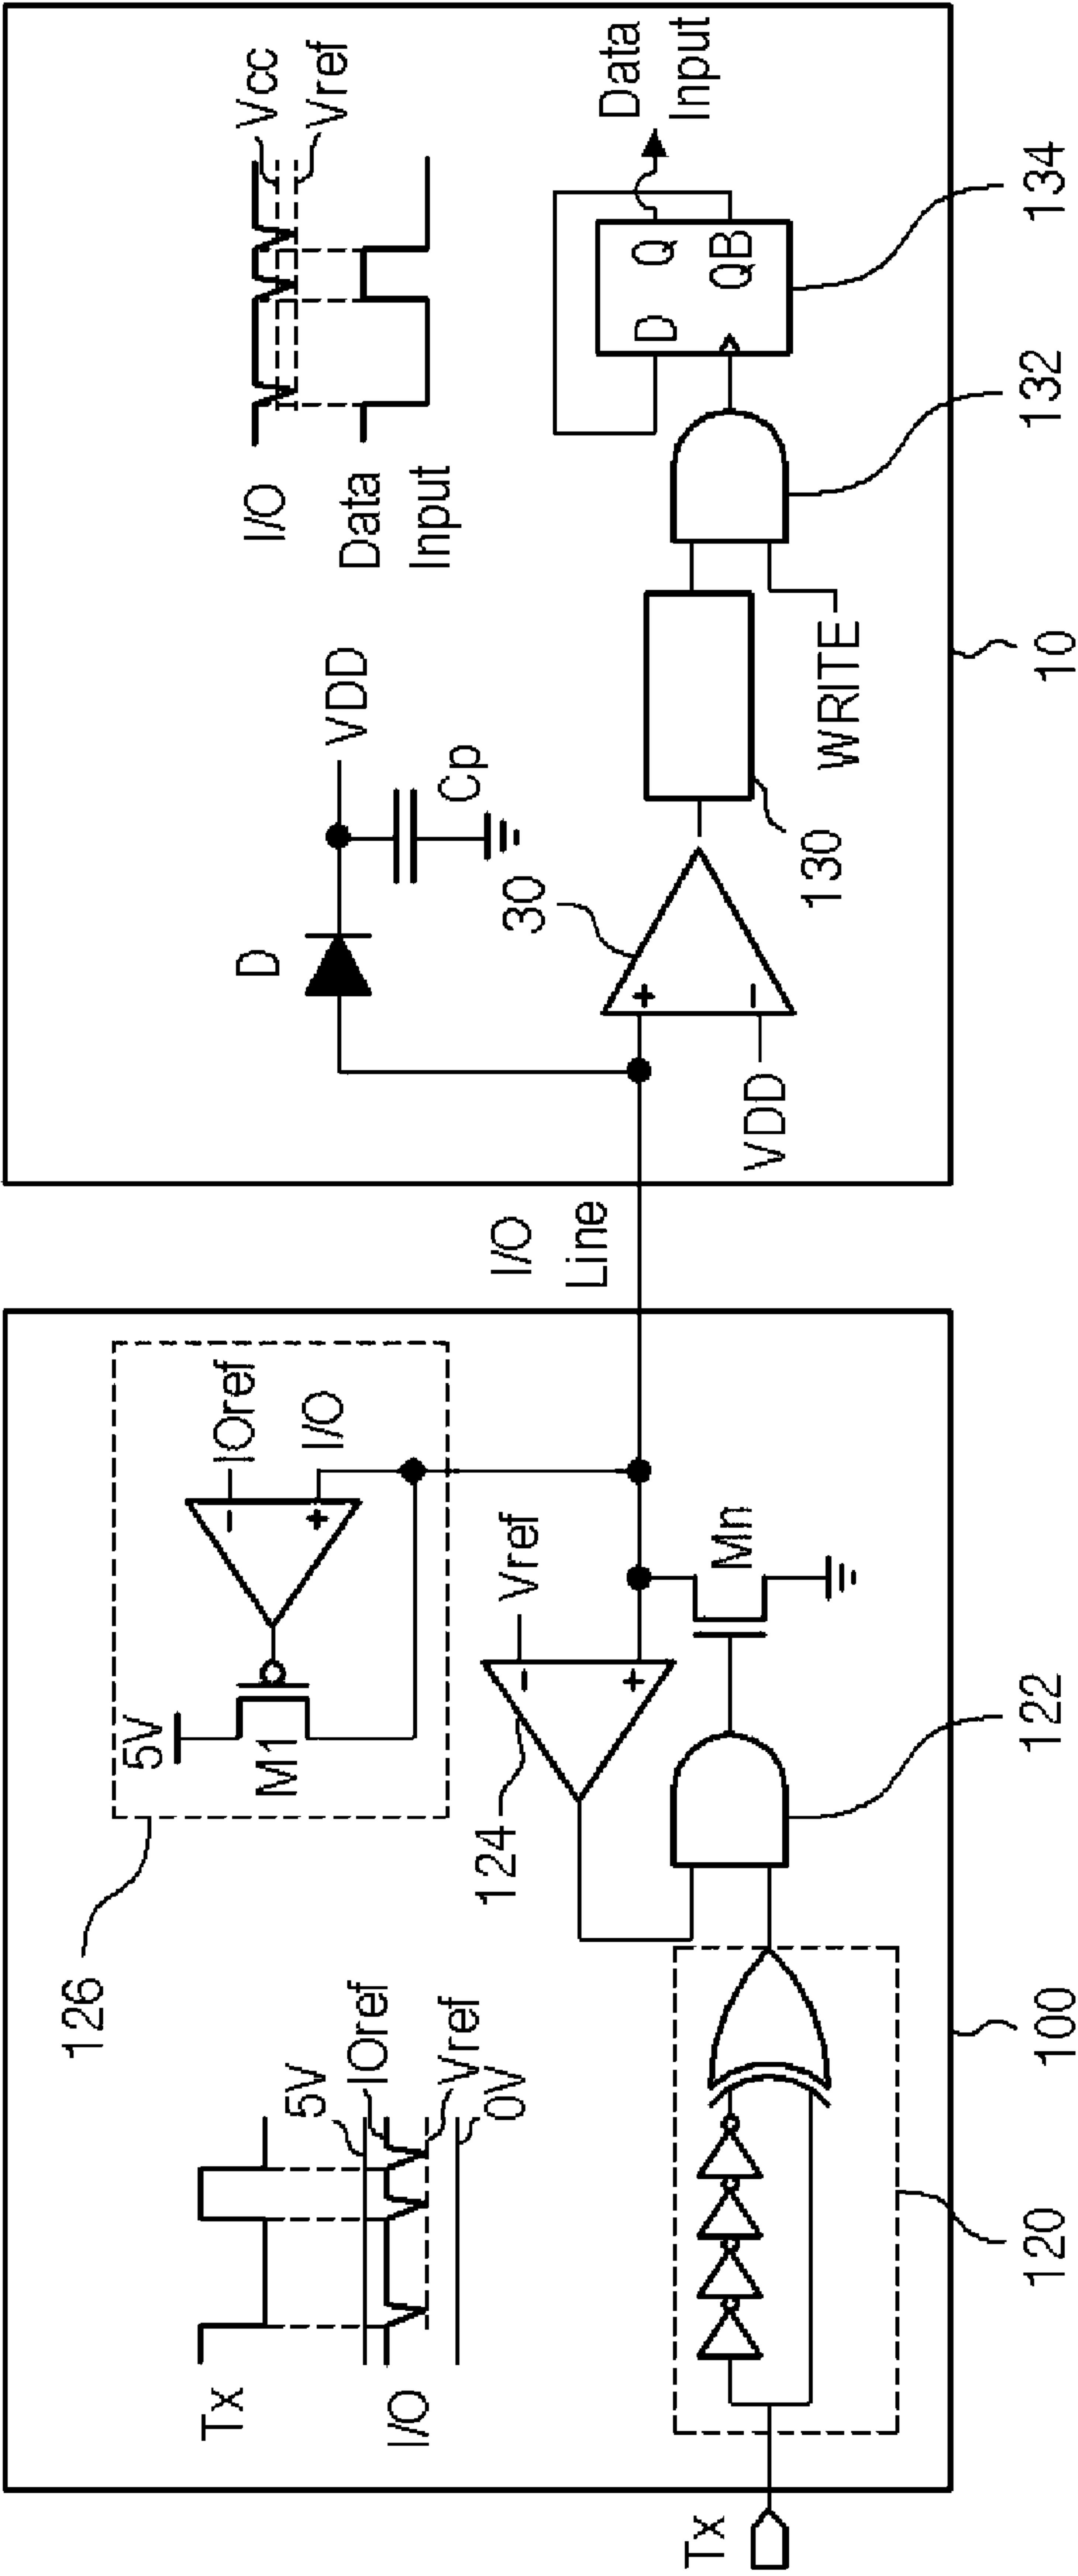 Tx
I/O
5V
IOref
Vref
0V
126
5V
M1
IOref
I/O
-
+
124
Vref
-
+
Mn
122
120
100
Tx
I/O
Line
D
VDD
Cp
I/O
Vcc
Vref
Data
Input
30
+
-
VDD
130
WRITE
132
D
Q
QB
134
Data
Input
10